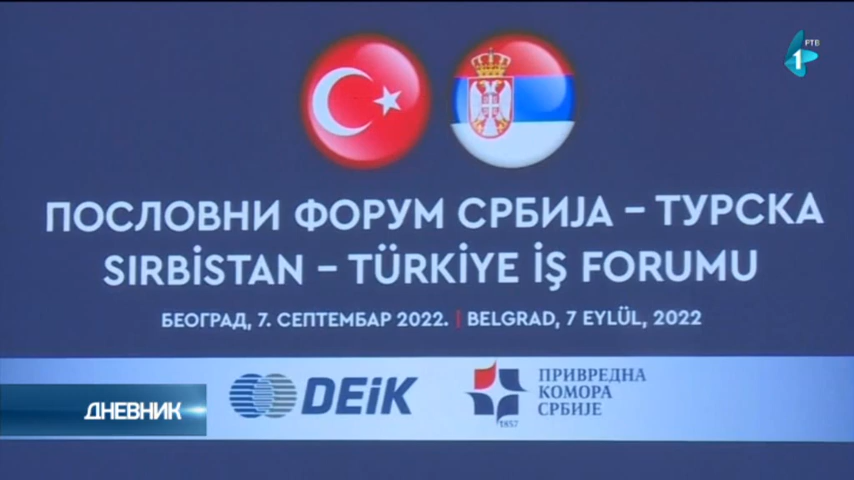 РТВ
1
ПОСЛОВНИ ФОРУМ СРБИЈА – ТУРСКА
SIRBİSTAN – TÜRKİYE İŞ FORUMU
БЕОГРАД, 7. СЕПТЕМБАР 2022. | BELGRAD, 7 EYLÜL, 2022
DEiK
ПРИВРЕДНА
КОМОРА
СРБИЈЕ
1857
ДНЕВНИК